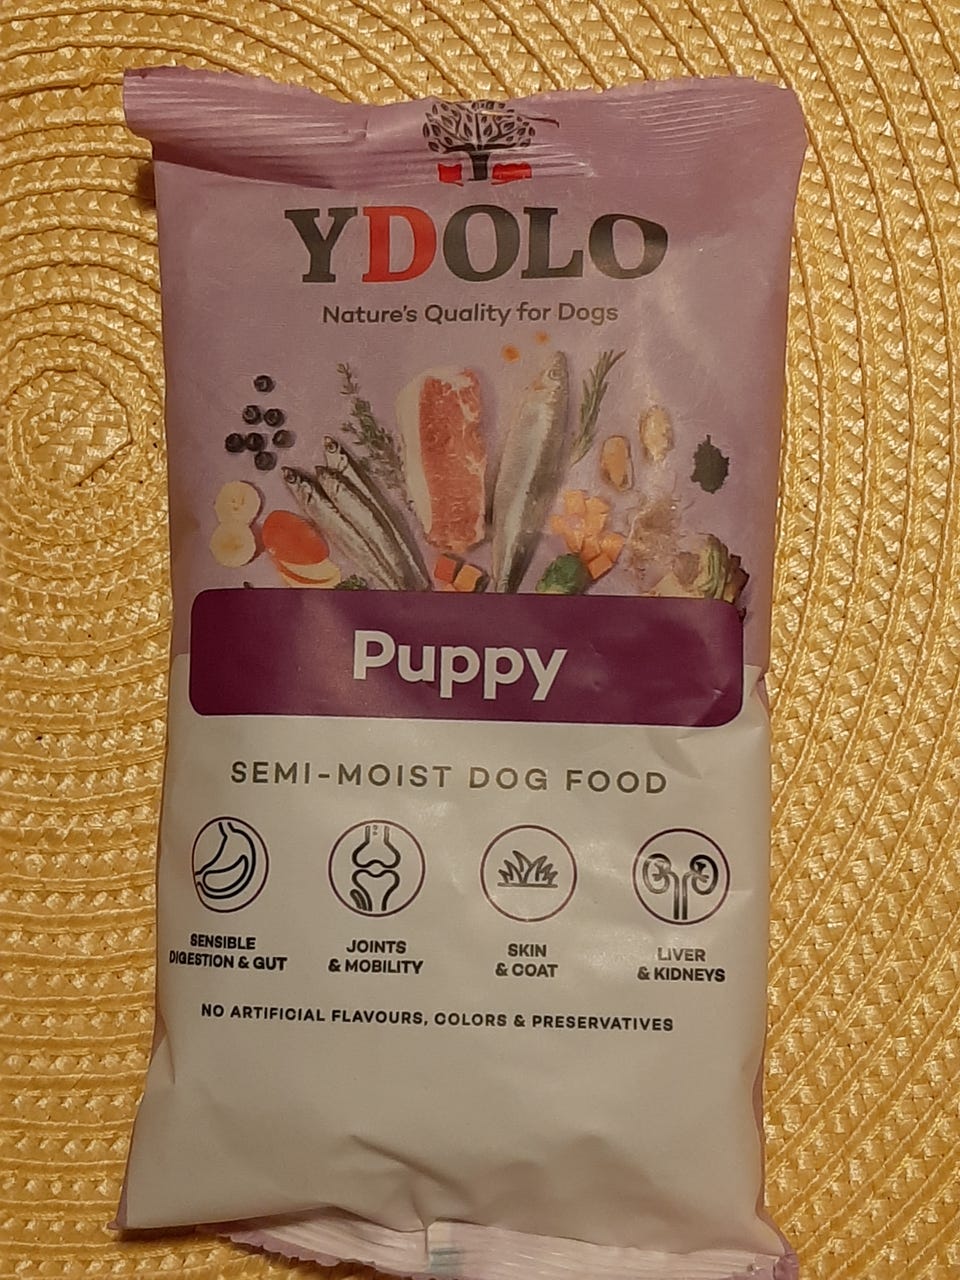 YDOLO
Nature's Quality for Dogs
Puppy
SEMI-MOIST DOG FOOD
SENSIBLE
DIGESTION & GUT
JOINTS
& MOBILITY
SKIN
& COAT
LIVER
& KIDNEYS
NO ARTIFICIAL FLAVOURS, COLORS & PRESERVATIVES